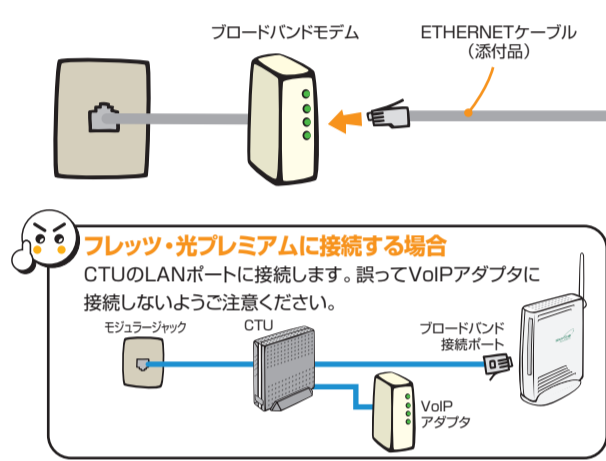 ブロードバンドモデム
ETHERNETケーブル
（添付品）
フレッツ・光プレミアムに接続する場合
CTUのLANポートに接続します。誤ってVoIPアダプタに
接続しないようご注意ください。
モジュラージャック
CTU
ブロードバンド
接続ポート
VoIP
アダプタ